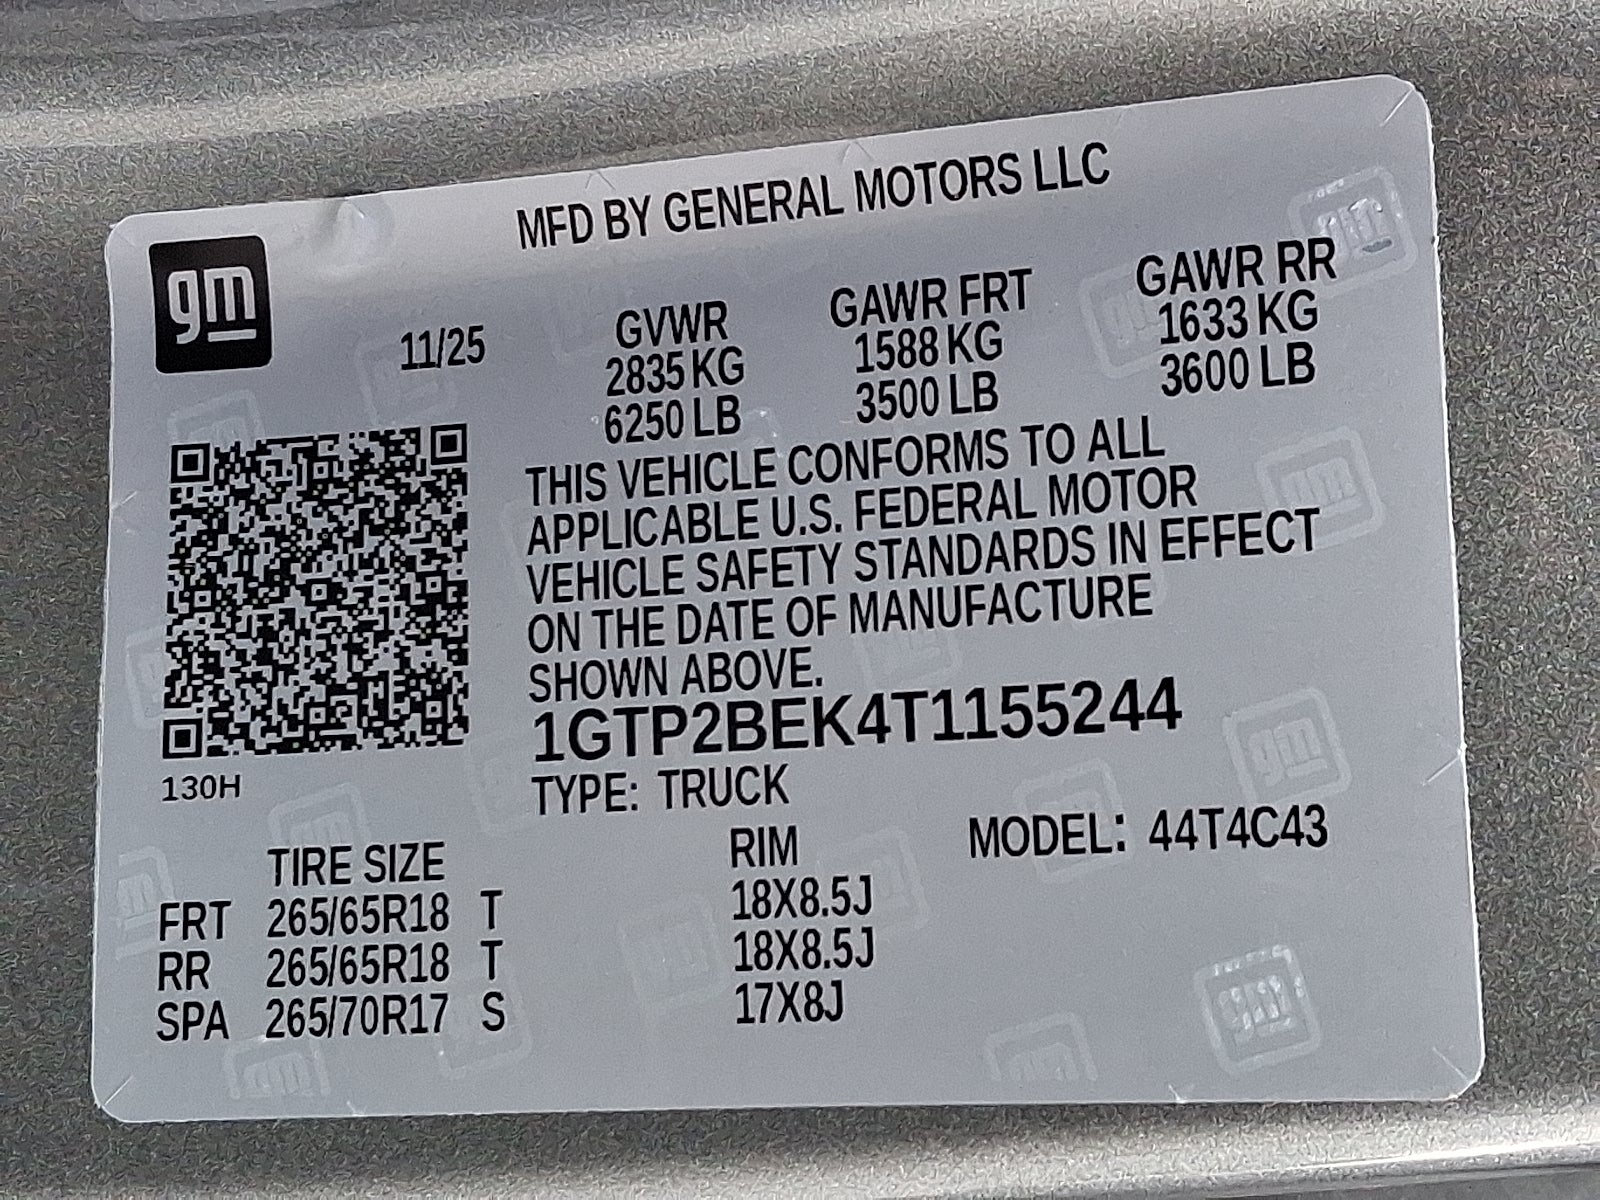 MFD BY GENERAL MOTORS LLC
gm
11/25
GVWR GAWR FRT GAWR RR
2835 KG 1588 KG 1633 KG
6250 LB 3500 LB 3600 LB
THIS VEHICLE CONFORMS TO ALL
APPLICABLE U.S. FEDERAL MOTOR
VEHICLE SAFETY STANDARDS IN EFFECT
ON THE DATE OF MANUFACTURE
SHOWN ABOVE.
1GTP2BEK4T1155244
130H
TYPE: TRUCK
TIRE SIZE RIM MODEL: 44T4C43
FRT 265/65R18 T 18X8.5J
RR 265/65R18 T 18X8.5J
SPA 265/70R17 S 17X8J